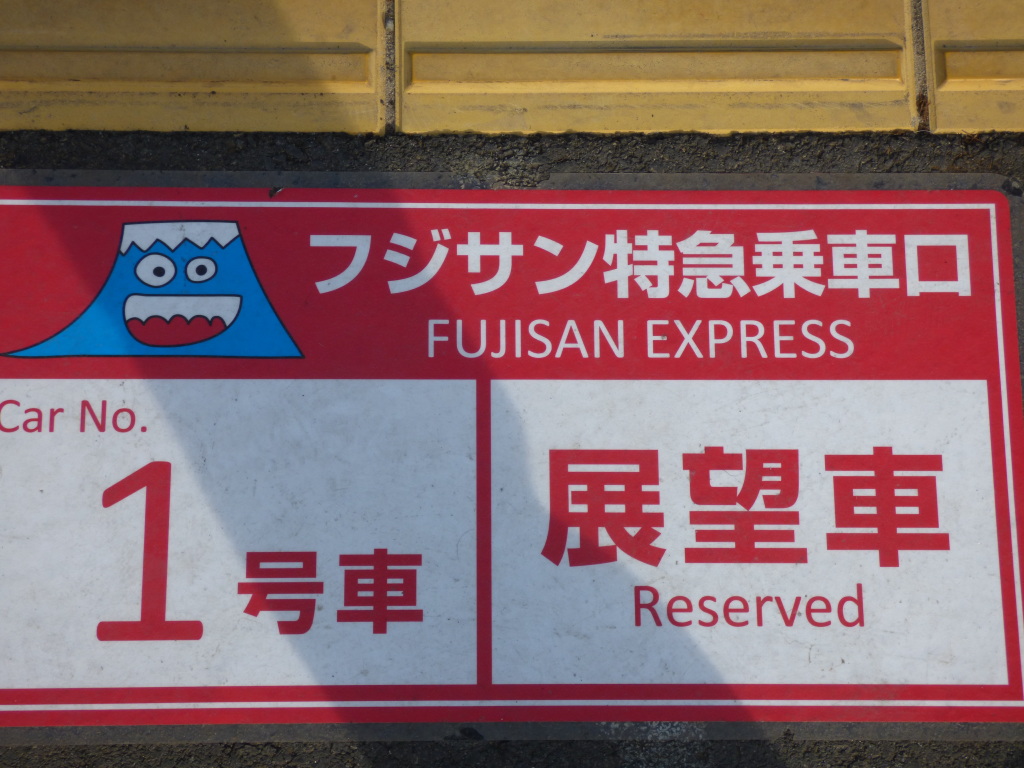 フジサン特急乗車口
FUJISAN EXPRESS
Car No.
1号車
展望車
Reserved